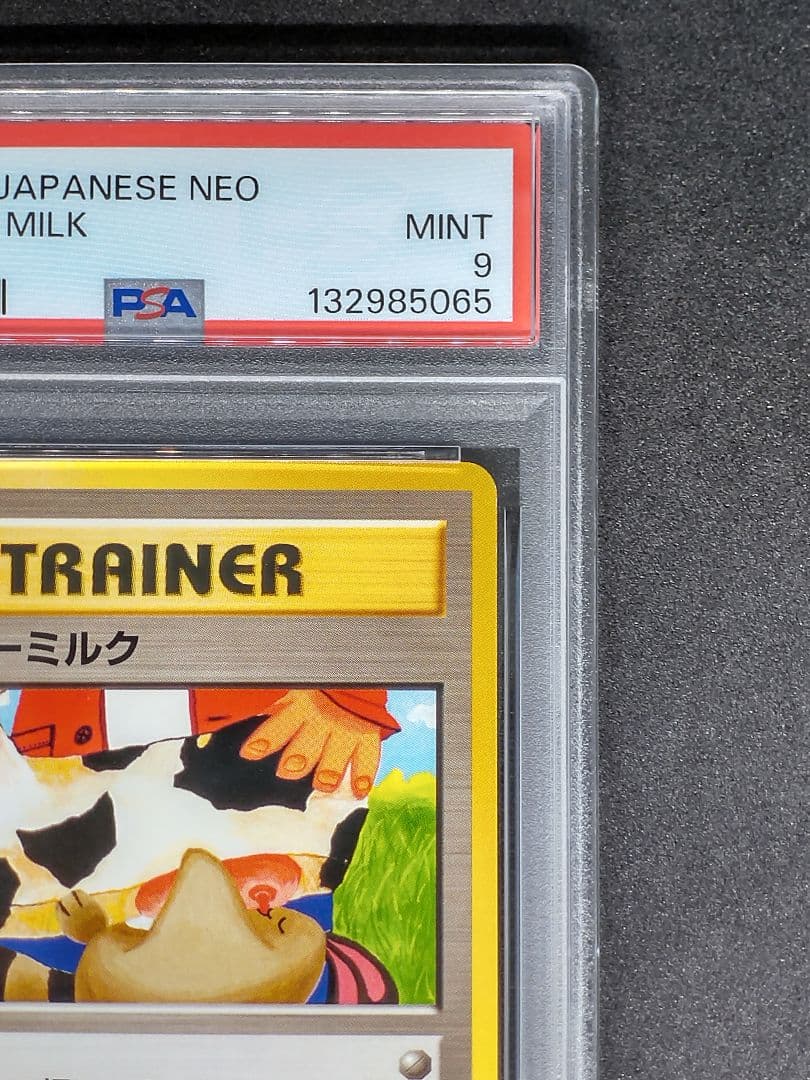 JAPANESE NEO
MILK
MINT
9
PSA
132985065
TRAINER
ーミルク